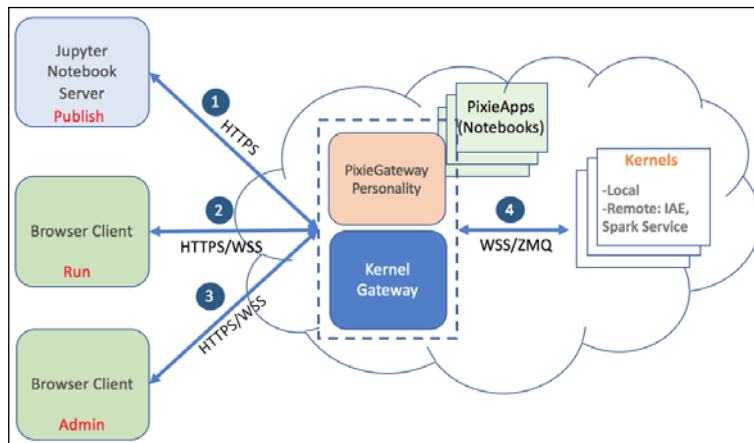 Jupyter
Notebook
Server
Publish
1
HTTPS
Browser Client
Run
2
HTTPS/WSS
Browser Client
Admin
3
HTTPS/WSS
PixieGateway
Personality
Kernel
Gateway
PixieApps
(Notebooks)
4
WSS/ZMQ
Kernels
-Local
-Remote: IAE,
Spark Service